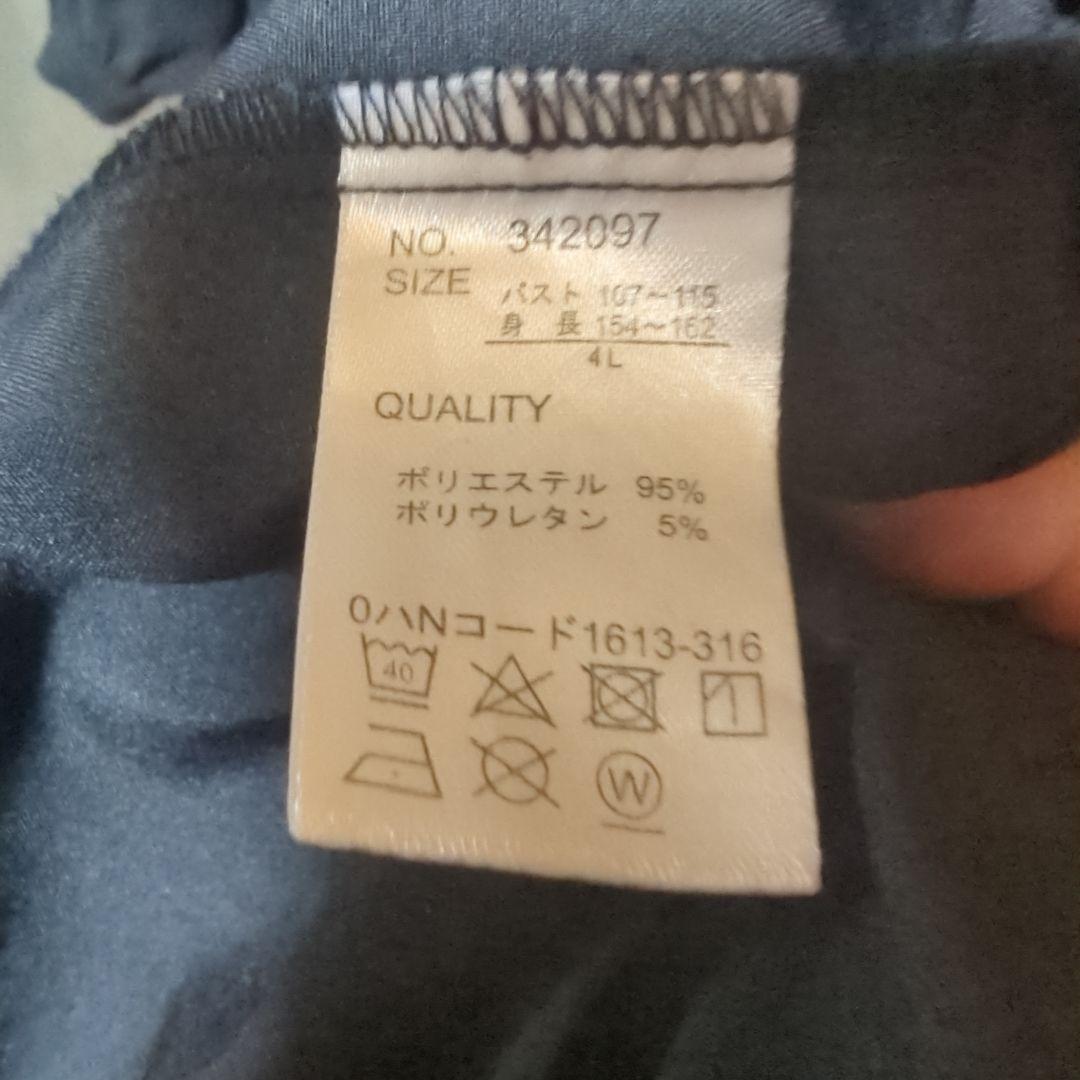 NO. 342097
SIZE バスト 107～115
身 長 154～162
4L
QUALITY
ポリエステル 95%
ポリウレタン 5%
0ハNコード1613-316
40
W